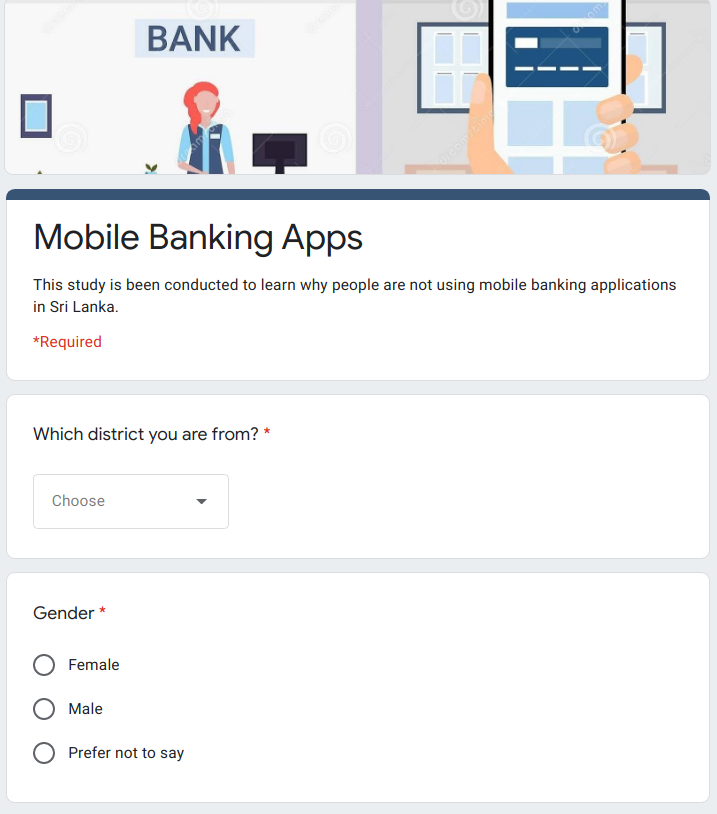 BANK
Mobile Banking Apps
This study is been conducted to learn why people are not using mobile banking applications
in Sri Lanka.
*Required
Which district you are from? *
Choose
Gender *
Female
Male
Prefer not to say